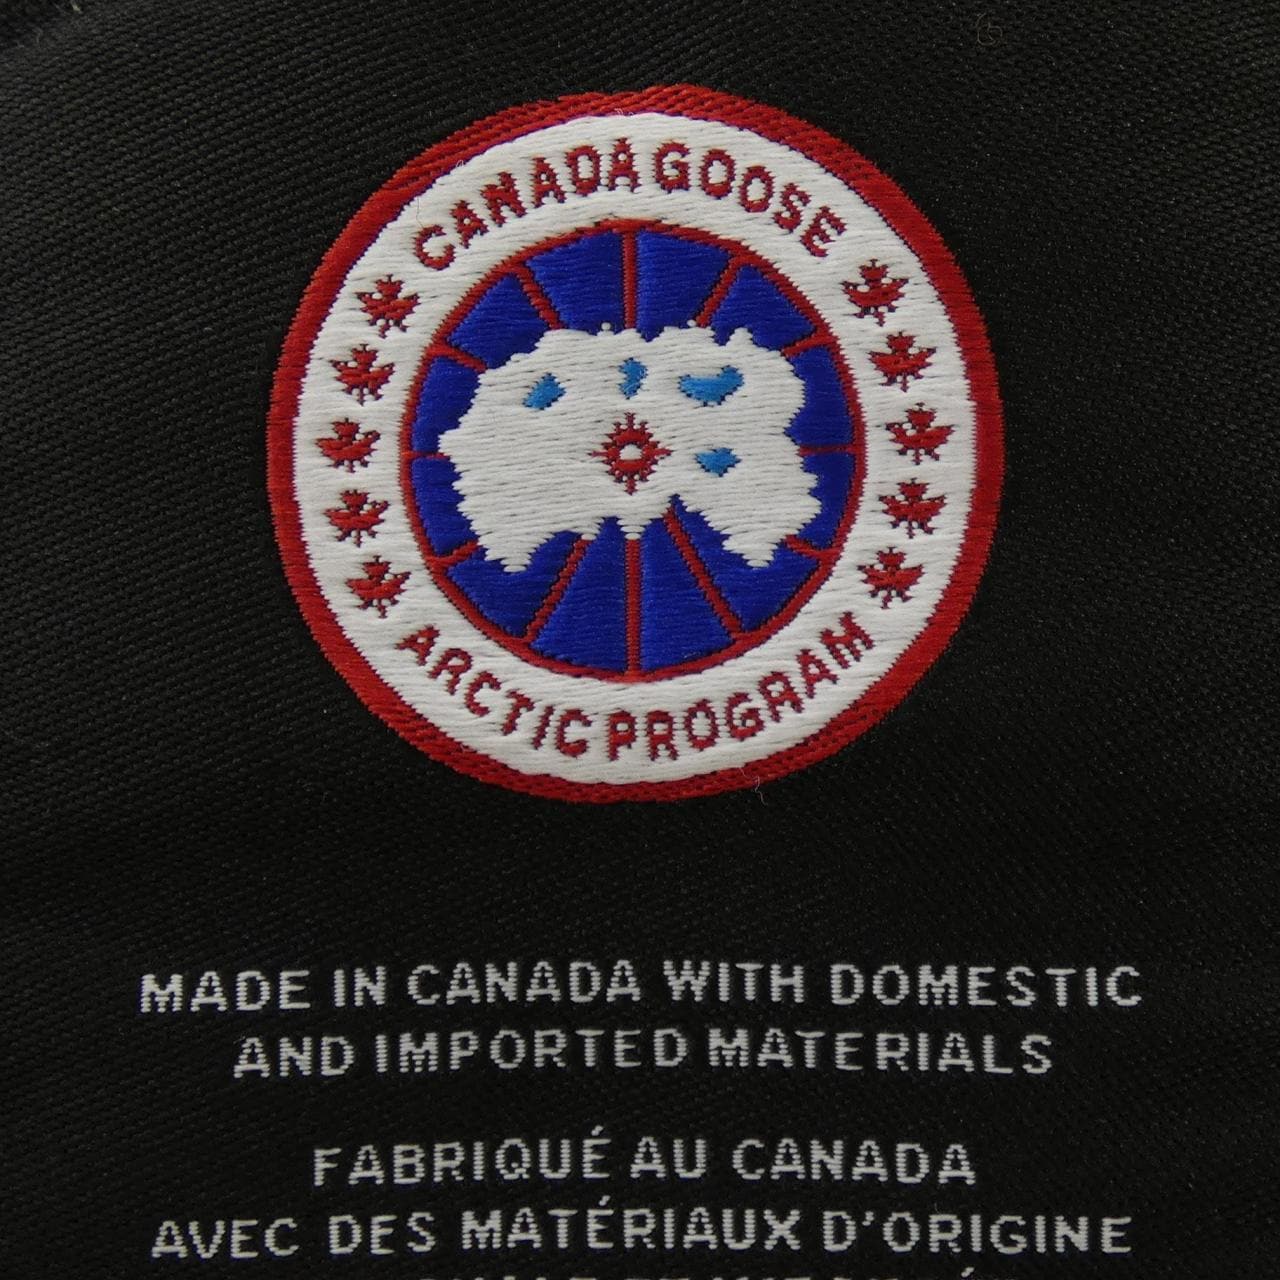 CANADA GOOSE
ARCTIC PROGRAM
MADE IN CANADA WITH DOMESTIC
AND IMPORTED MATERIALS
FABRIQUÉ AU CANADA
AVEC DES MATÉRIAUX D'ORIGINE